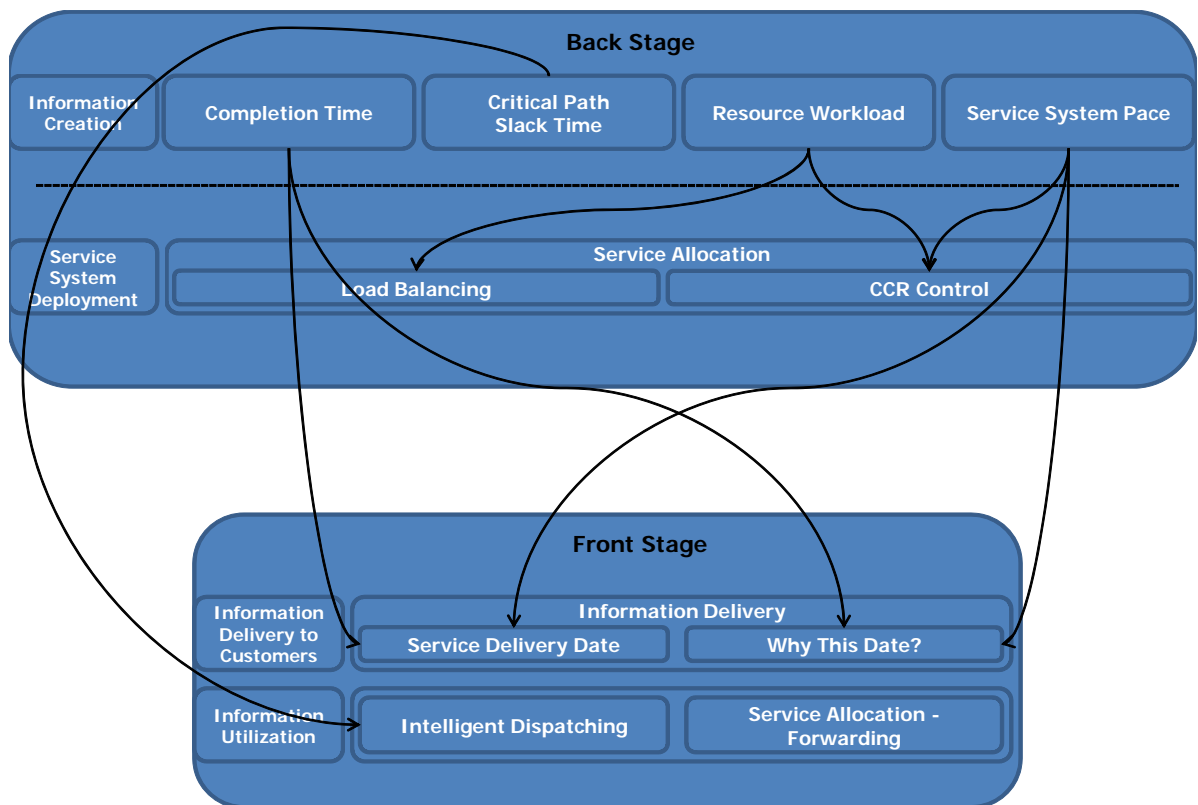 Back Stage
Information
Creation
Completion Time
Critical Path
Slack Time
Resource Workload
Service System Pace
Service
System
Deployment
Service Allocation
Load Balancing
CCR Control
Front Stage
Information
Delivery to
Customers
Information Delivery
Service Delivery Date
Why This Date?
Information
Utilization
Intelligent Dispatching
Service Allocation -
Forwarding